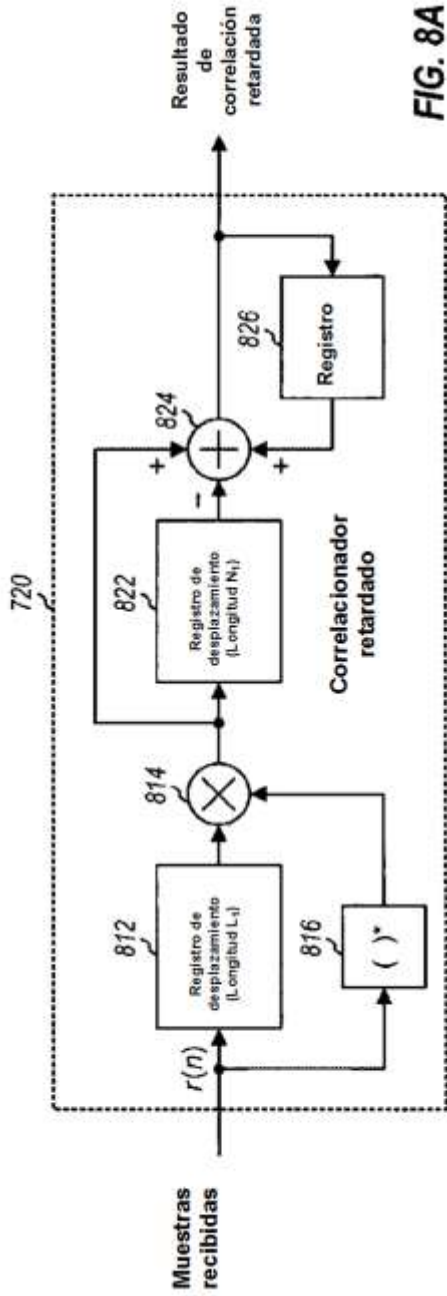 720
Muestras
recibidas
r(n)
812
Registro de
desplazamiento
(Longitud L₁)
816
( )*
814
822
Registro de
desplazamiento
(Longitud N₁)
Correlacionador
retardado
824
+
−
+
826
Registro
Resultado
de
correlación
retardada
FIG. 8A